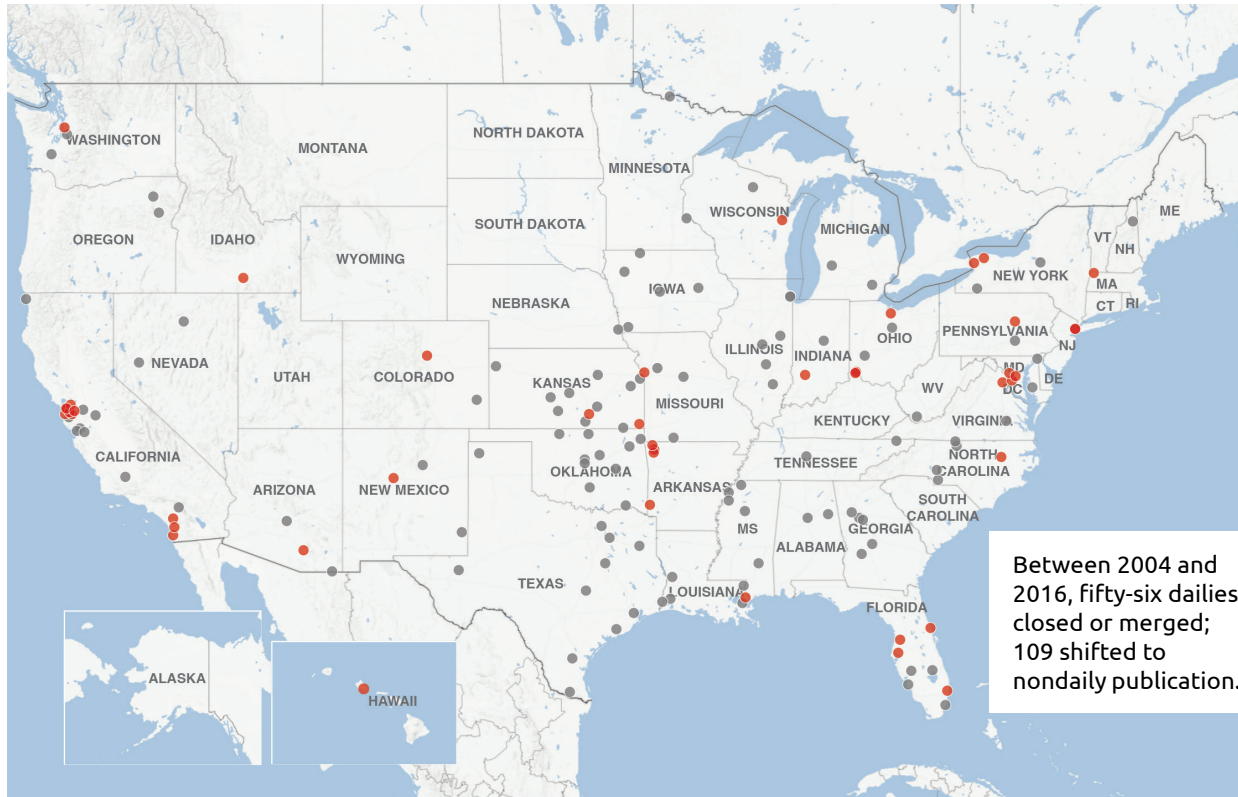 WASHINGTON
MONTANA
NORTH DAKOTA
MINNESOTA
ME
SOUTH DAKOTA
WISCONSIN
MICHIGAN
VT
NH
OREGON
IDAHO
WYOMING
NEW YORK
MA
CT
RI
NEBRASKA
IOWA
PENNSYLVANIA
NJ
OHIO
NEVADA
UTAH
COLORADO
ILLINOIS
INDIANA
MD
DE
DC
KANSAS
MISSOURI
WV
VIRGINIA
KENTUCKY
CALIFORNIA
ARIZONA
NEW MEXICO
OKLAHOMA
ARKANSAS
TENNESSEE
NORTH
CAROLINA
SOUTH
CAROLINA
MS
ALABAMA
GEORGIA
TEXAS
LOUISIANA
FLORIDA
Between 2004 and
2016, fifty-six dailies
closed or merged;
109 shifted to
nondaily publication.
ALASKA
HAWAII